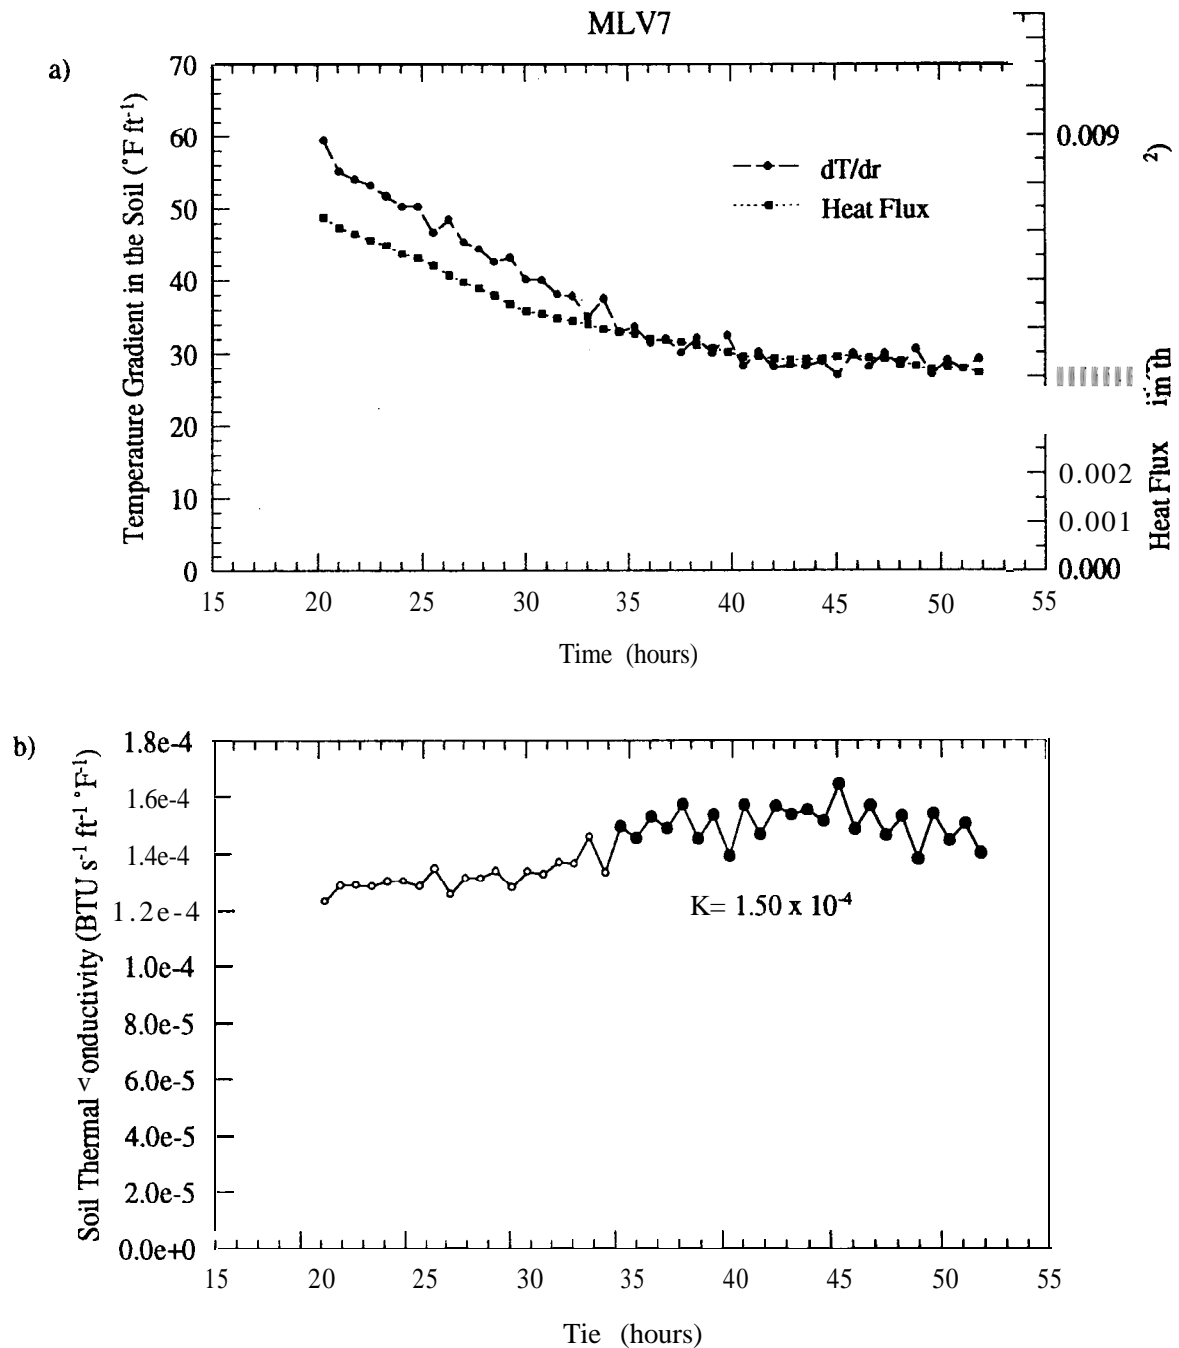 MLV7
a)
70
60
50
40
30
20
10
0
Temperature Gradient in the Soil (°F ft-1)
dT/dr
Heat Flux
0.009
0.002
0.001
0.000
Heat Flux
2)
15 20 25 30 35 40 45 50 55
Time (hours)
b)
1.8e-4
1.6e-4
1.4e-4
1.2e-4
1.0e-4
8.0e-5
6.0e-5
4.0e-5
2.0e-5
0.0e+0
Soil Thermal <onductivity (BTU s-1 ft-1 °F-1)
K= 1.50 x 10-4
15 20 25 30 35 40 45 50 55
Tie (hours)